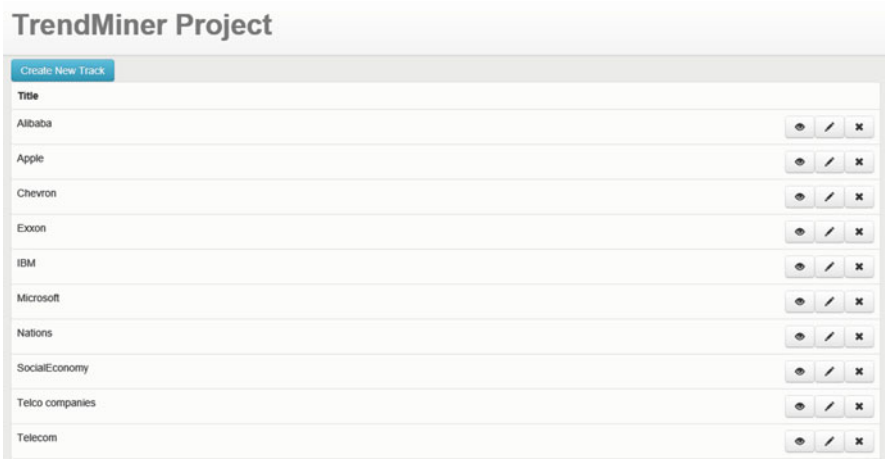 TrendMiner Project
Create New Track
Title
Alibaba
Apple
Chevron
Exxon
IBM
Microsoft
Nations
SocialEconomy
Telco companies
Telecom